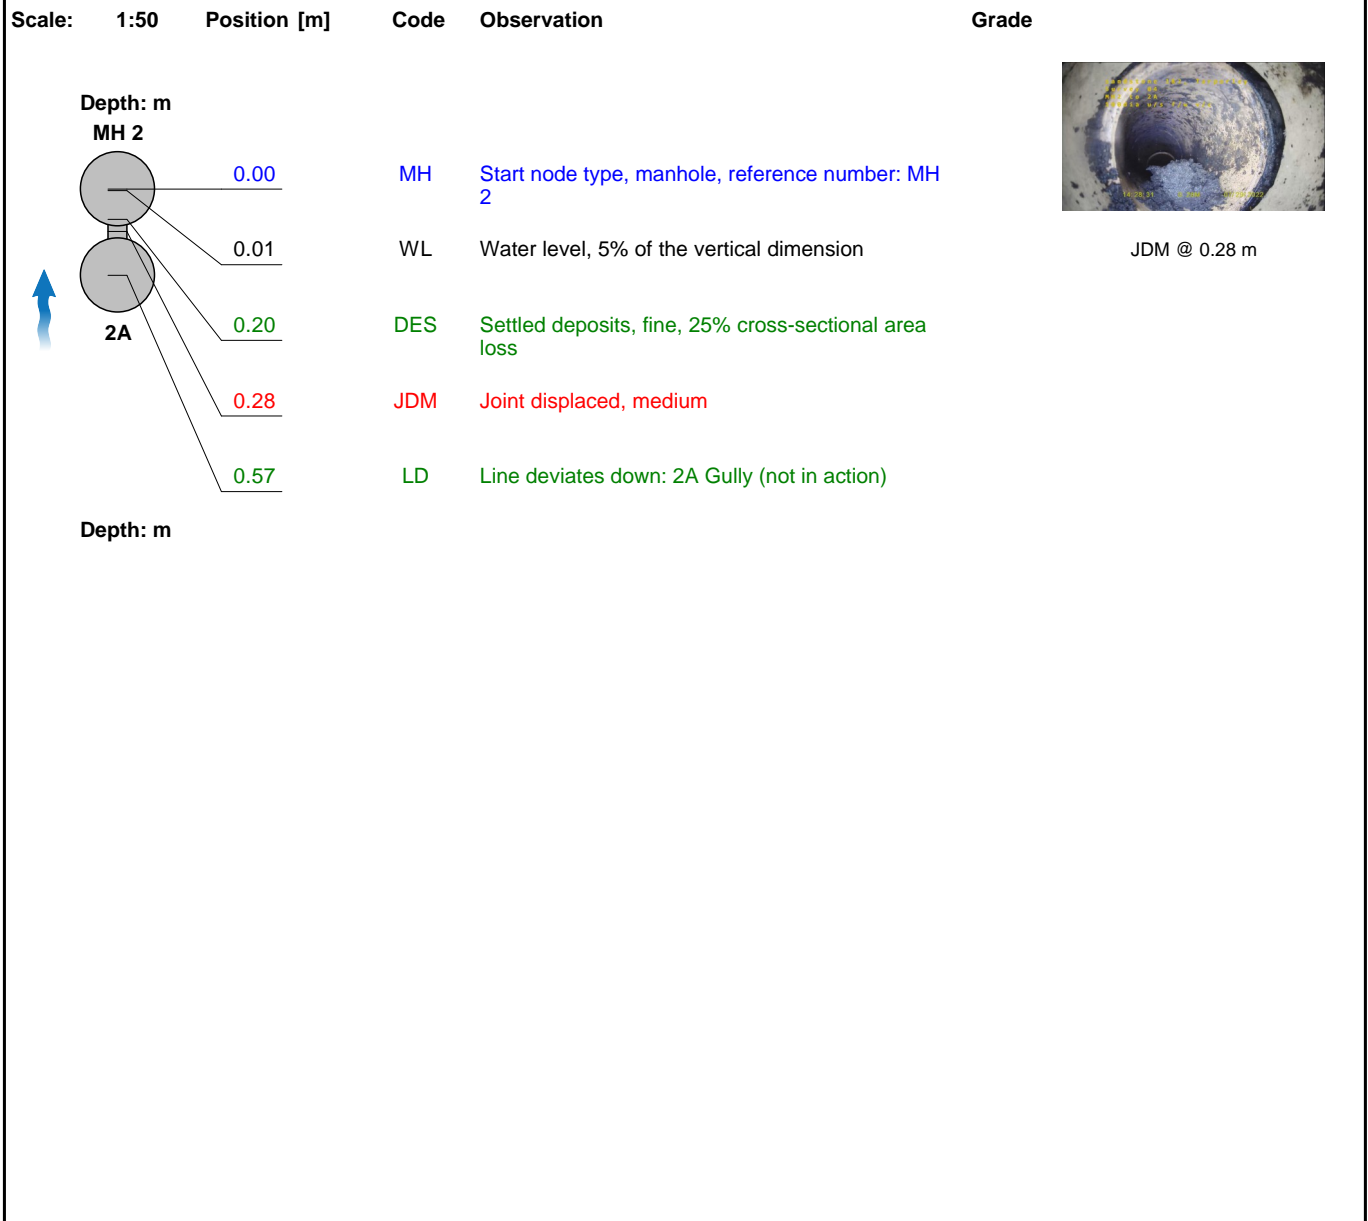 Scale: 1:50 Position [m] Code Observation Grade
Depth: m
MH 2
0.00 MH Start node type, manhole, reference number: MH
2
0.01 WL Water level, 5% of the vertical dimension
JDM @ 0.28 m
2A
0.20 DES Settled deposits, fine, 25% cross-sectional area
loss
0.28 JDM Joint displaced, medium
0.57 LD Line deviates down: 2A Gully (not in action)
Depth: m